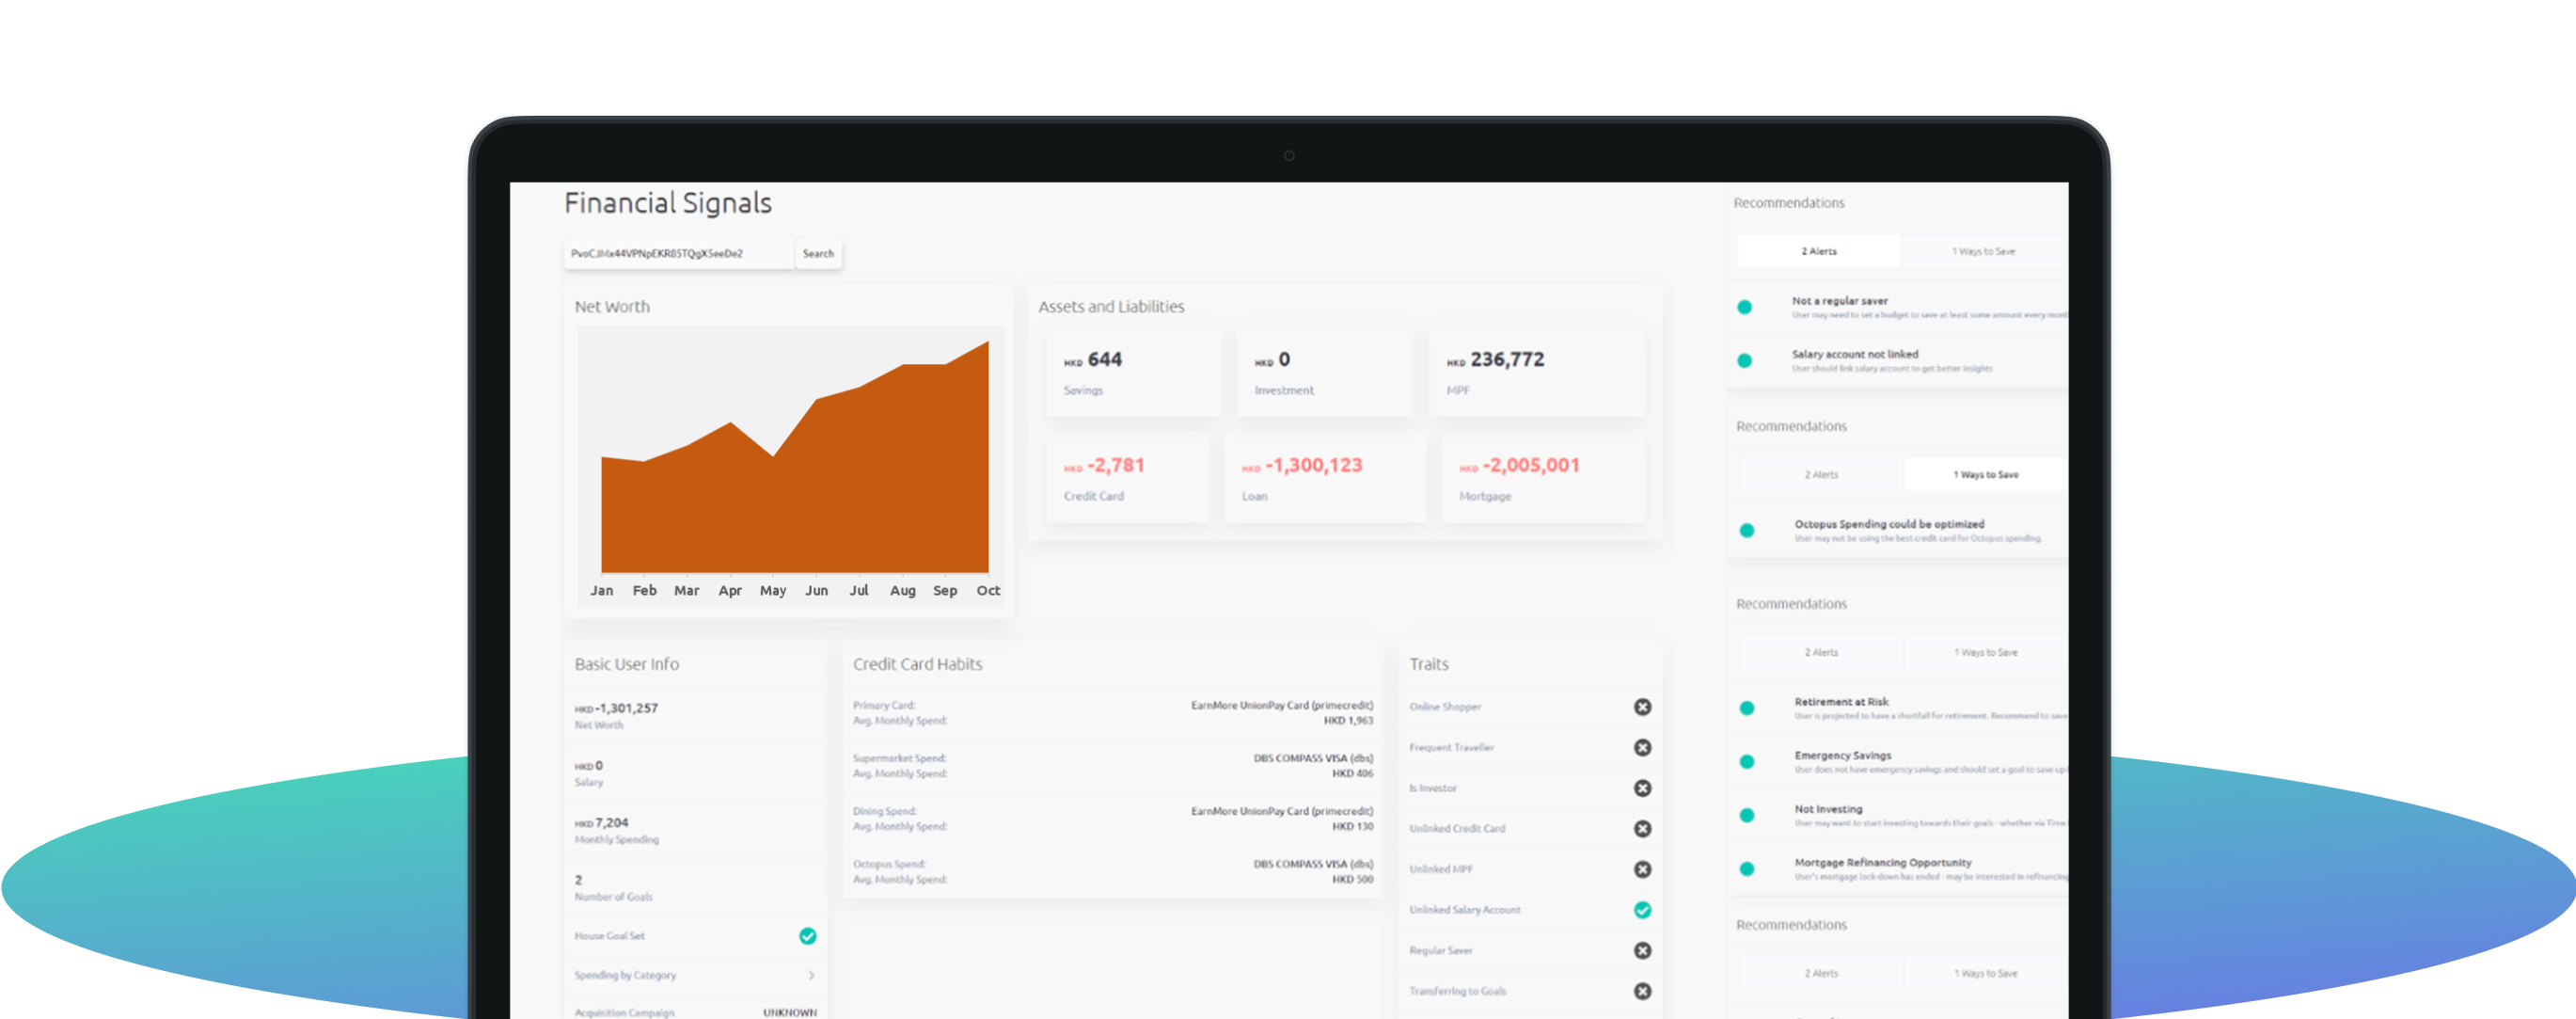 Financial Signals
PvoCJMx44VPNpEKR85TQgX5eeDe2
Search
Net Worth
Jan Feb Mar Apr May Jun Jul Aug Sep Oct
Assets and Liabilities
HKD 644
Savings
HKD 0
Investment
HKD 236,772
MPF
HKD -2,781
Credit Card
HKD -1,300,123
Loan
HKD -2,005,001
Mortgage
Basic User Info
HKD -1,301,257
Net Worth
HKD 0
Salary
HKD 7,204
Monthly Spending
2
Number of Goals
House Goal Set
Spending by Category
Acquisition Campaign UNKNOWN
Credit Card Habits
Primary Card: EarnMore UnionPay Card (primecredit)
Avg. Monthly Spend: HKD 1,963
Supermarket Spend: DBS COMPASS VISA (dbs)
Avg. Monthly Spend: HKD 406
Dining Spend: EarnMore UnionPay Card (primecredit)
Avg. Monthly Spend: HKD 130
Octopus Spend: DBS COMPASS VISA (dbs)
Avg. Monthly Spend: HKD 500
Traits
Online Shopper
Frequent Traveller
Is Investor
Unlinked Credit Card
Unlinked MPF
Unlinked Salary Account
Regular Saver
Transferring to Goals
Recommendations
2 Alerts 1 Ways to Save
Not a regular saver
User may need to set a budget to save at least some amount every
Salary account not linked
User should link salary account to get better insights
Recommendations
2 Alerts 1 Ways to Save
Octopus Spending could be optimized
User may not be using the best credit card for Octopus spending.
Recommendations
2 Alerts 1 Ways to Save
Retirement at Risk
User is projected to have a shortfall for retirement. Recommend to save
Emergency Savings
User does not have emergency savings and should set a goal to save up
Not Investing
User may want to start investing towards their goals - whether via Time
Mortgage Refinancing Opportunity
User's mortgage lock-down has ended - may be interested in refinancing
Recommendations
2 Alerts 1 Ways to Save